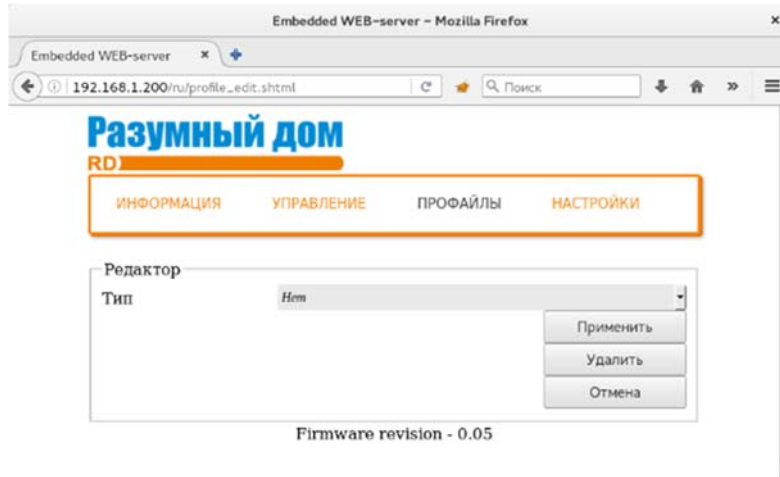 Embedded WEB-server - Mozilla Firefox
Embedded WEB-server
192.168.1.200/ru/profile_edit.shtml
Поиск
Разумный дом
RD
ИНФОРМАЦИЯ УПРАВЛЕНИЕ ПРОФАЙЛЫ НАСТРОЙКИ
Редактор
Тип Нет
Применить
Удалить
Отмена
Firmware revision - 0.05